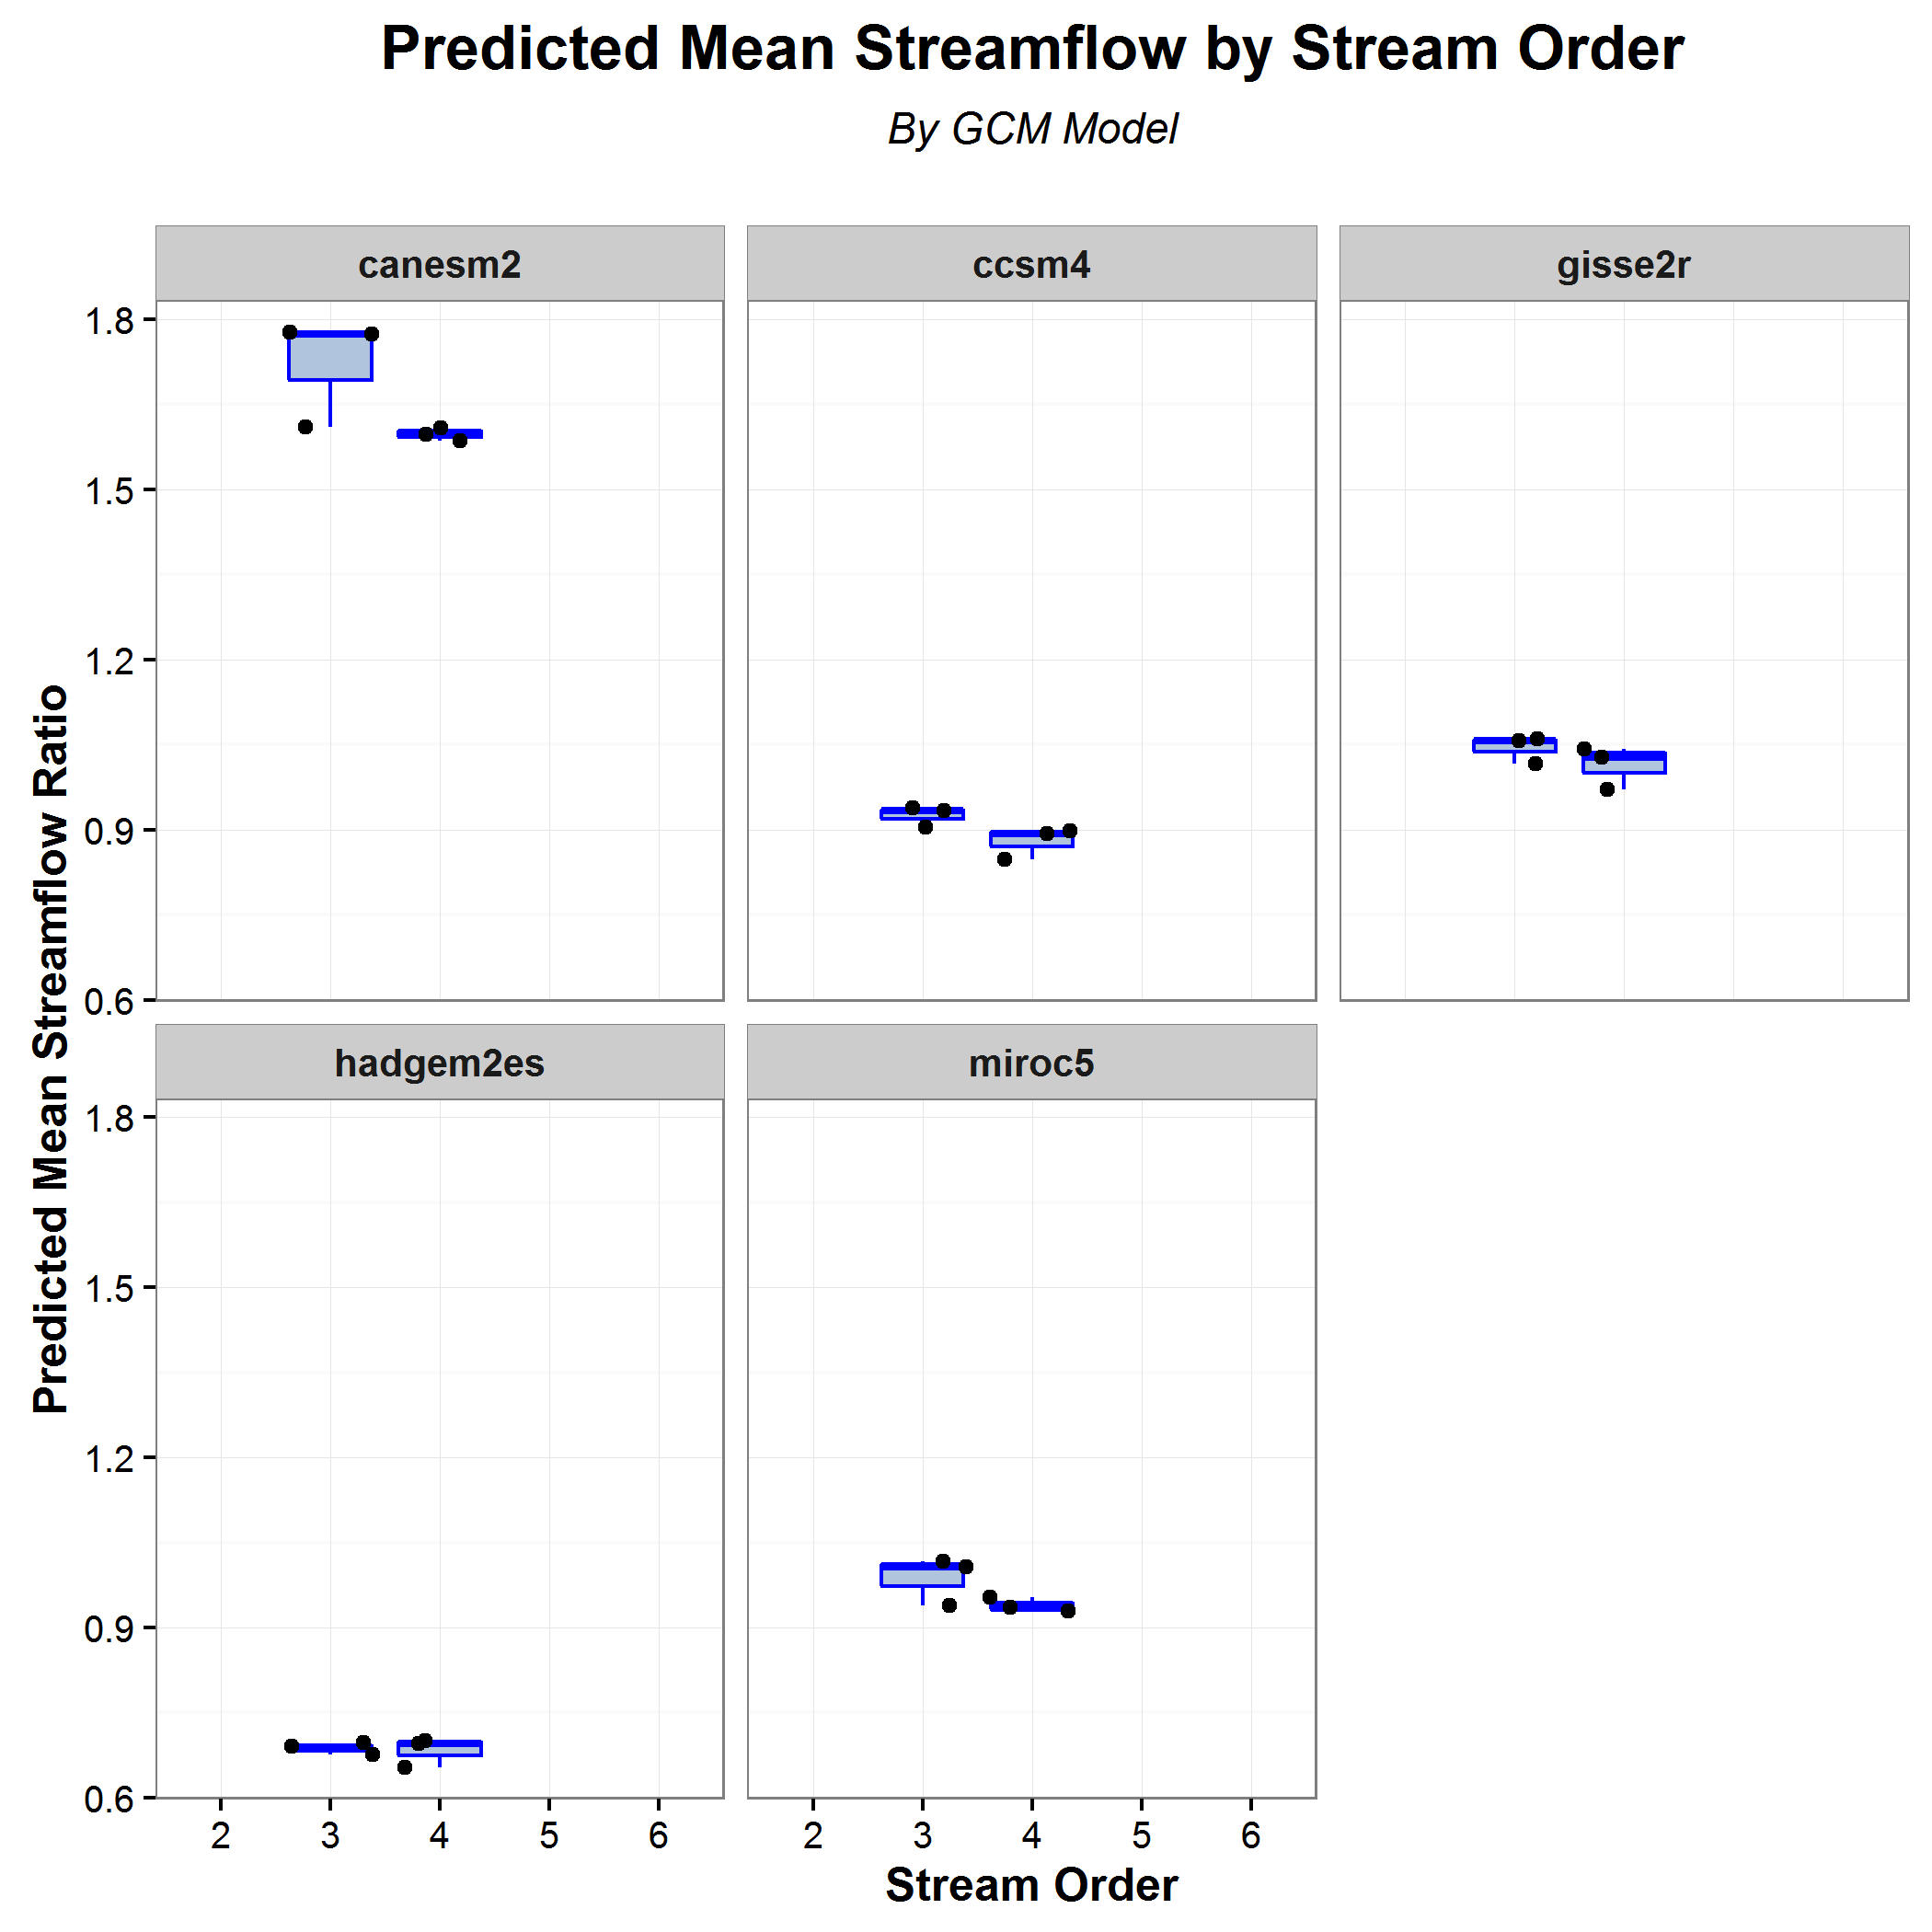 Predicted Mean Streamflow by Stream Order
By GCM Model
canesm2
ccsm4
gisse2r
1.8
1.5
1.2
0.9
0.6
hadgem2es
miroc5
1.8
1.5
1.2
0.9
0.6
2 3 4 5 6
2 3 4 5 6
Predicted Mean Streamflow Ratio
Stream Order